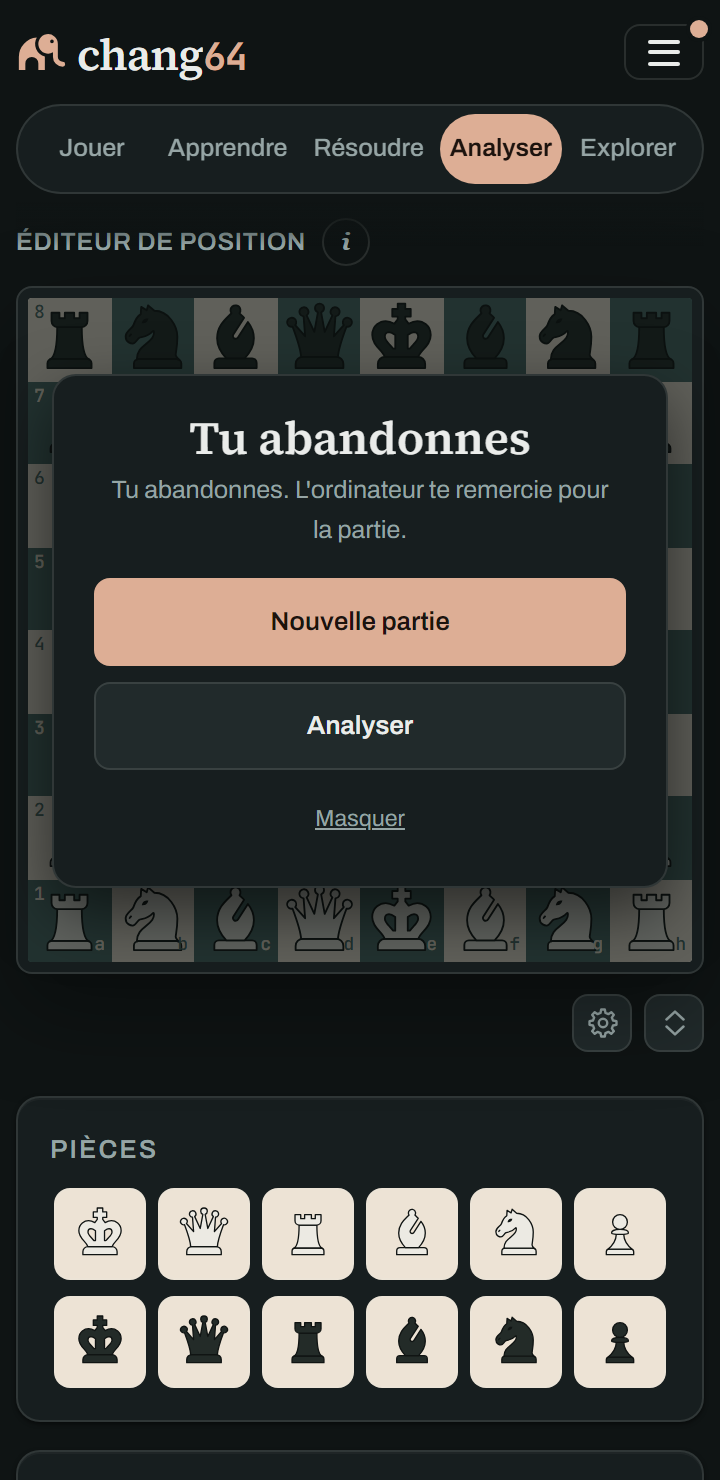 chang64
Jouer Apprendre Résoudre Analyser Explorer
ÉDITEUR DE POSITION i
8
7
6
5
4
3
2
1
a b c d e f g h
Tu abandonnes
Tu abandonnes. L'ordinateur te remercie pour
la partie.
Nouvelle partie
Analyser
Masquer
PIÈCES